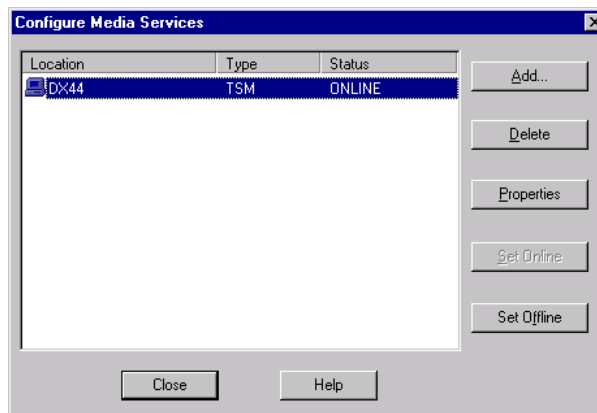 Configure Media Services
Location Type Status
DX44 TSM ONLINE
Add...
Delete
Properties
Set Online
Set Offline
Close Help